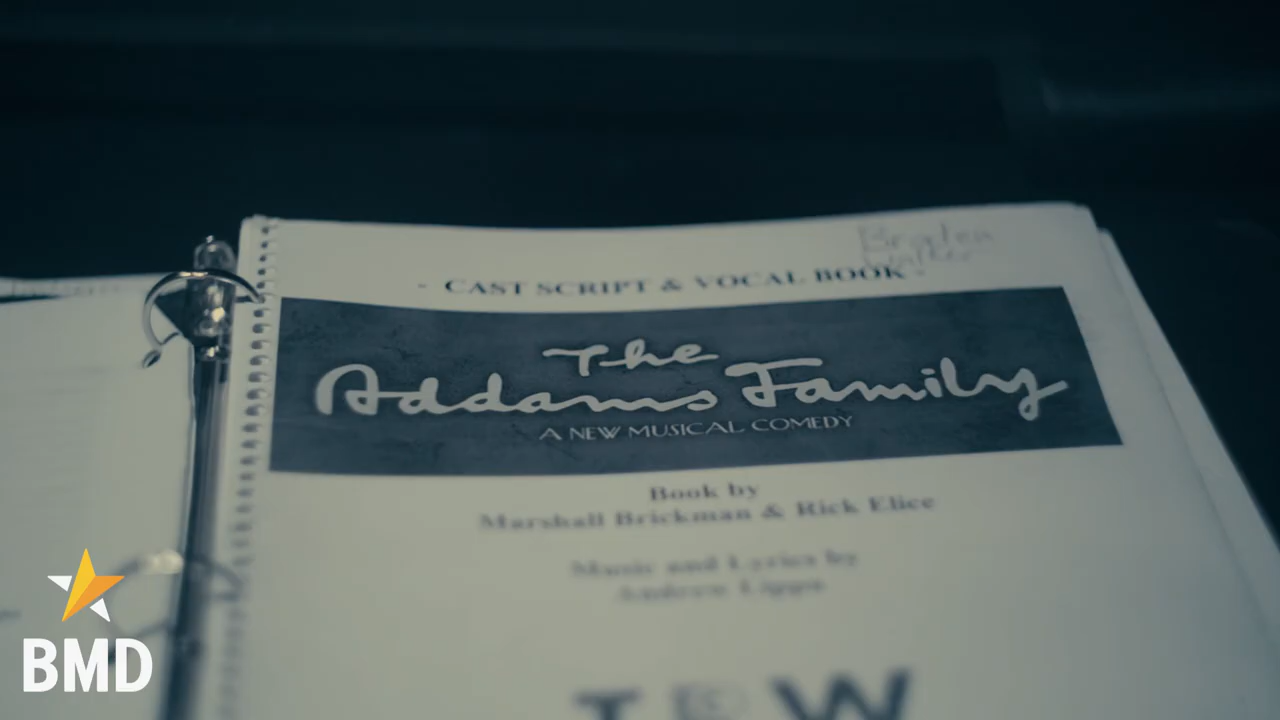 - CAST SCRIPT & VOCAL BOOK -
The
Addams Family
A NEW MUSICAL COMEDY
Book by
Marshall Brickman & Rick Elice
Music and Lyrics by
Andrew Lippa
BMD